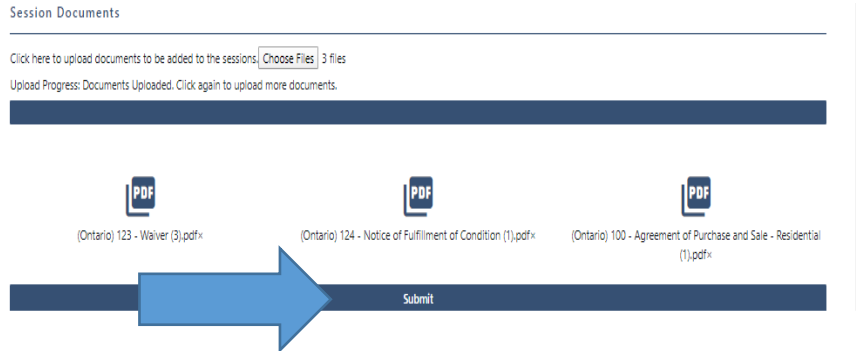 Session Documents
Click here to upload documents to be added to the sessions. Choose Files 3 files
Upload Progress: Documents Uploaded. Click again to upload more documents.
PDF PDF PDF
(Ontario) 123 - Waiver (3).pdf× (Ontario) 124 - Notice of Fulfillment of Condition (1).pdf× (Ontario) 100 - Agreement of Purchase and Sale - Residential
(1).pdf×
Submit